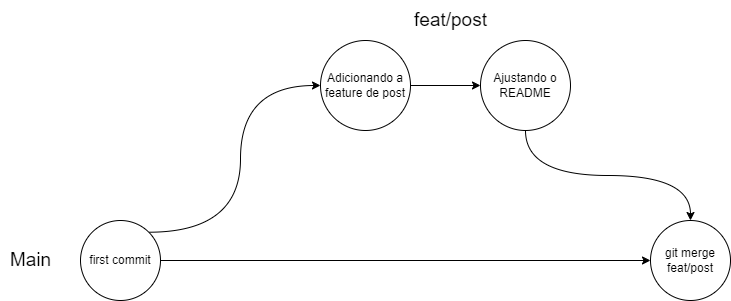 feat/post
Adicionando a
feature de post
Ajustando o
README
Main
first commit
git merge
feat/post